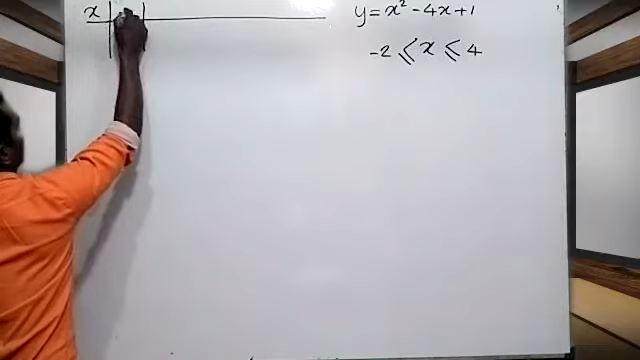 x
y = x² - 4x + 1
-2 ⩽ x ⩽ 4